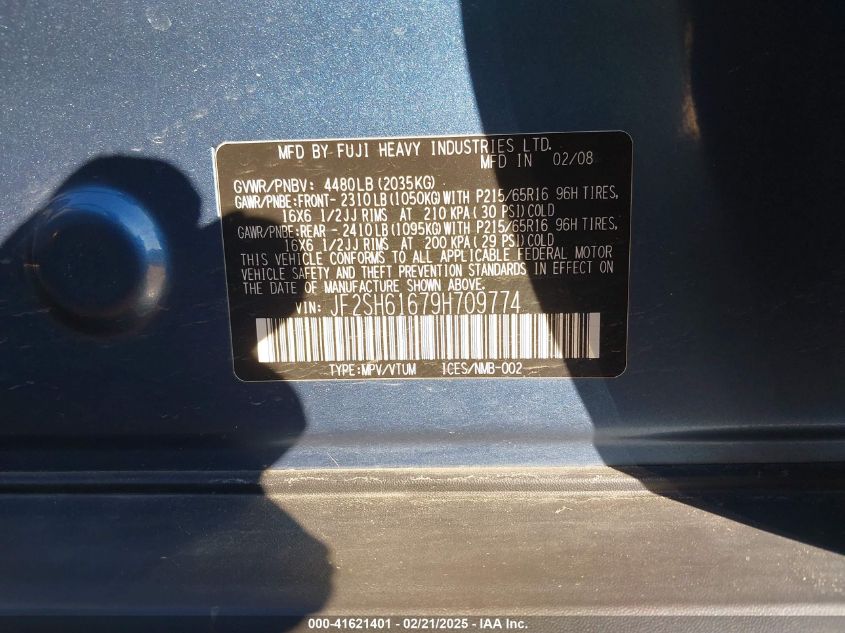 MFD BY FUJI HEAVY INDUSTRIES LTD.
MFD IN 02/08
GVWR/PNBV: 4480LB(2035KG)
GAWR/PNBE:FRONT- 2310LB(1050KG)WITH P215/65R16 96H TIRES,
16X6 1/2JJ RIMS AT 210 KPA(30 PSI)COLD
GAWR/PNBE:REAR - 2410LB(1095KG)WITH P215/65R16 96H TIRES,
16X6 1/2JJ RIMS AT 200 KPA(29 PSI)COLD
THIS VEHICLE CONFORMS TO ALL APPLICABLE FEDERAL MOTOR
VEHICLE SAFETY AND THEFT PREVENTION STANDARDS IN EFFECT ON
THE DATE OF MANUFACTURE SHOWN ABOVE.
VIN: JF2SH61679H709774
TYPE:MPV/VTUM ICES/NMB-002
000-41621401 - 02/21/2025 - IAA Inc.